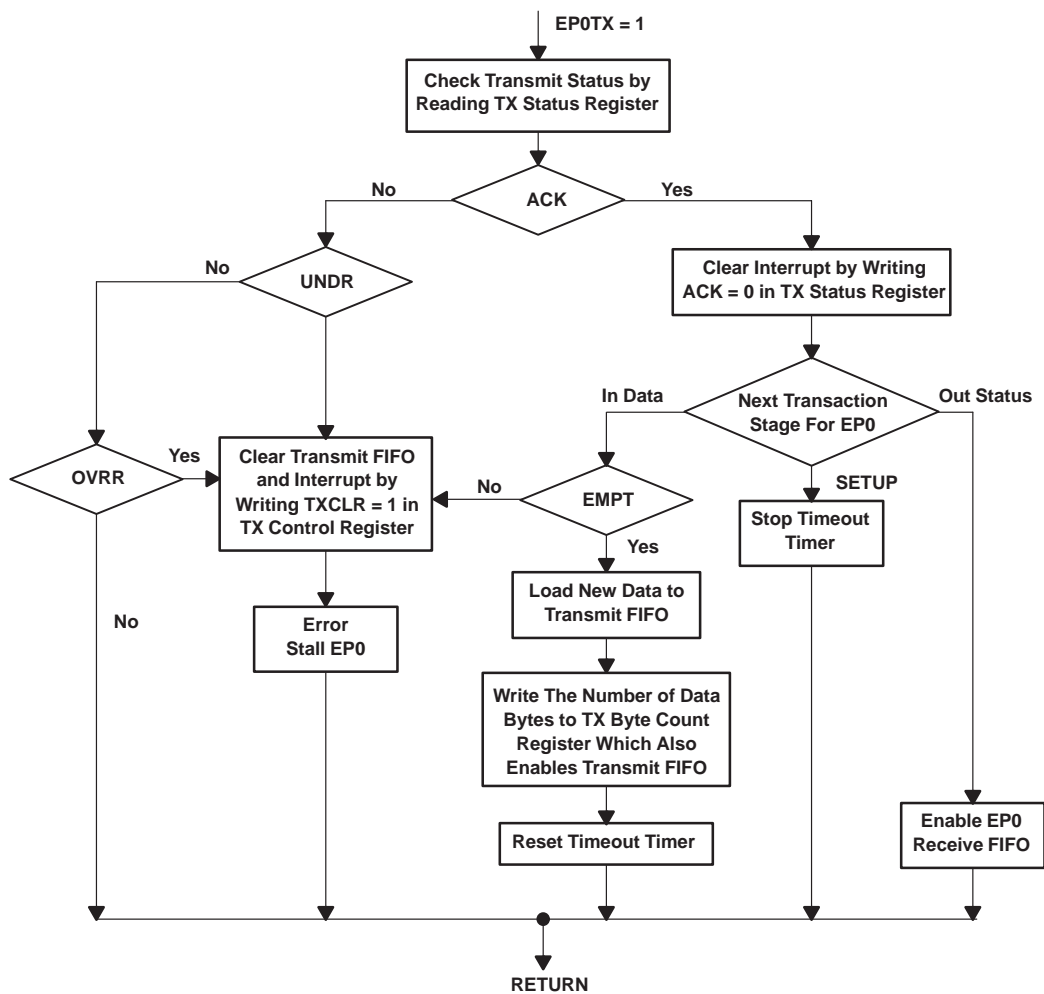 EP0TX = 1
Check Transmit Status by
Reading TX Status Register
No
ACK
Yes
No
UNDR
Clear Interrupt by Writing
ACK = 0 in TX Status Register
In Data
Next Transaction
Stage For EP0
Out Status
OVRR
Yes
Clear Transmit FIFO
and Interrupt by
Writing TXCLR = 1 in
TX Control Register
No
EMPT
SETUP
Stop Timeout
Timer
Yes
Load New Data to
Transmit FIFO
No
Error
Stall EP0
Write The Number of Data
Bytes to TX Byte Count
Register Which Also
Enables Transmit FIFO
Reset Timeout Timer
Enable EP0
Receive FIFO
RETURN